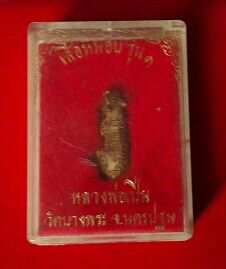 เสือหมอบ รุ่น๑
หลวงพ่อเปิ่น
วัดบางพระ จ.นครปฐม